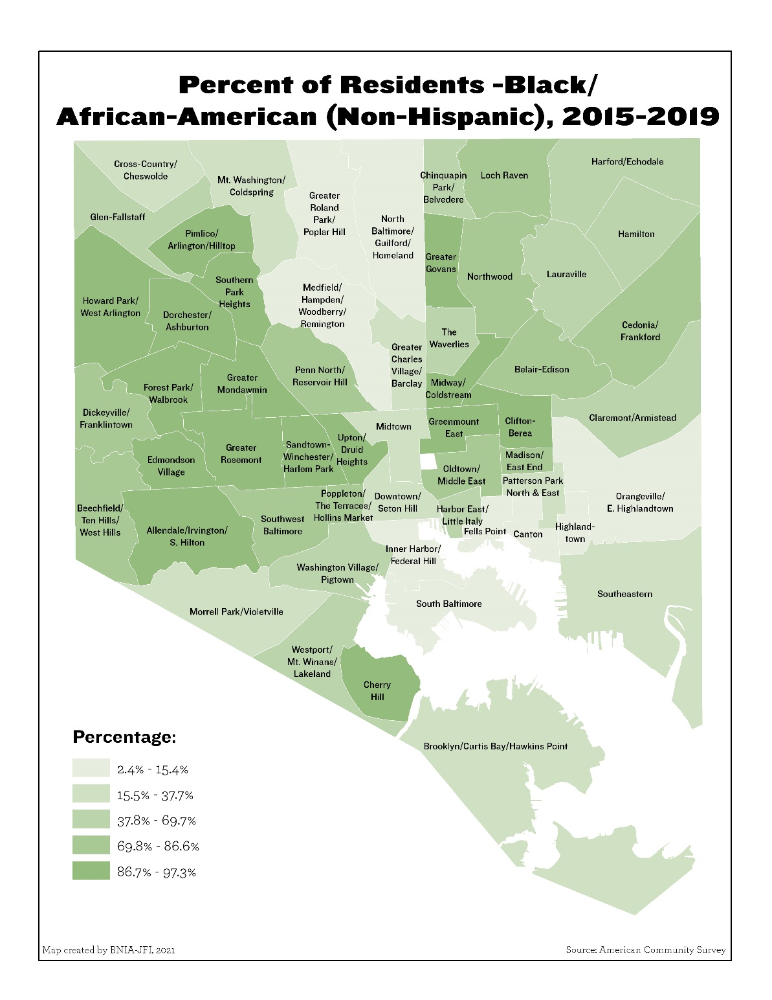 Percent of Residents -Black/
African-American (Non-Hispanic), 2015-2019
Cross-Country/
Cheswolde
Mt. Washington/
Coldspring
Greater
Roland
Park/
Poplar Hill
North
Baltimore/
Guilford/
Homeland
Chinquapin
Park/
Belvedere
Loch Raven
Harford/Echodale
Glen-Fallstaff
Pimlico/
Arlington/Hilltop
Hamilton
Greater
Govans
Northwood
Lauraville
Southern
Park
Heights
Medfield/
Hampden/
Woodberry/
Remington
Howard Park/
West Arlington
Dorchester/
Ashburton
The
Waverlies
Cedonia/
Frankford
Greater
Charles
Village/
Barclay
Belair-Edison
Penn North/
Reservoir Hill
Greater
Mondawmin
Midway/
Coldstream
Forest Park/
Walbrook
Dickeyville/
Franklintown
Midtown
Greenmount
East
Clifton-
Berea
Claremont/Armistead
Edmondson
Village
Greater
Rosemont
Sandtown-
Winchester/
Harlem Park
Upton/
Druid
Heights
Oldtown/
Middle East
Madison/
East End
Patterson Park
North & East
Orangeville/
E. Highlandtown
Beechfield/
Ten Hills/
West Hills
Allendale/Irvington/
S. Hilton
Southwest
Baltimore
Poppleton/
The Terraces/
Hollins Market
Downtown/
Seton Hill
Harbor East/
Little Italy
Fells Point
Canton
Highland-
town
Inner Harbor/
Federal Hill
Washington Village/
Pigtown
South Baltimore
Southeastern
Morrell Park/Violetville
Westport/
Mt. Winans/
Lakeland
Cherry
Hill
Brooklyn/Curtis Bay/Hawkins Point
Percentage:
2.4% - 15.4%
15.5% - 37.7%
37.8% - 69.7%
69.8% - 86.6%
86.7% - 97.3%
Map created by BNIA-JFI, 2021
Source: American Community Survey